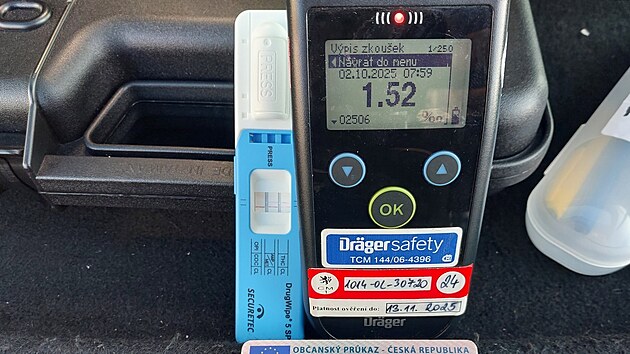 Výpis zkoušek 1/250
Návrat do menu
02.10.2025 07:59
1.52
02506 ‰
OK
Dräger safety
TCM 144/06-4396
1014-OL-30720 24
Platnost ověření do: 13.11.2025
Dräger
PRESS
PRESS
DrugWipe® 5 S
SECURETEC
OBČANSKÝ PRŮKAZ - ČESKÁ REPUBLIKA